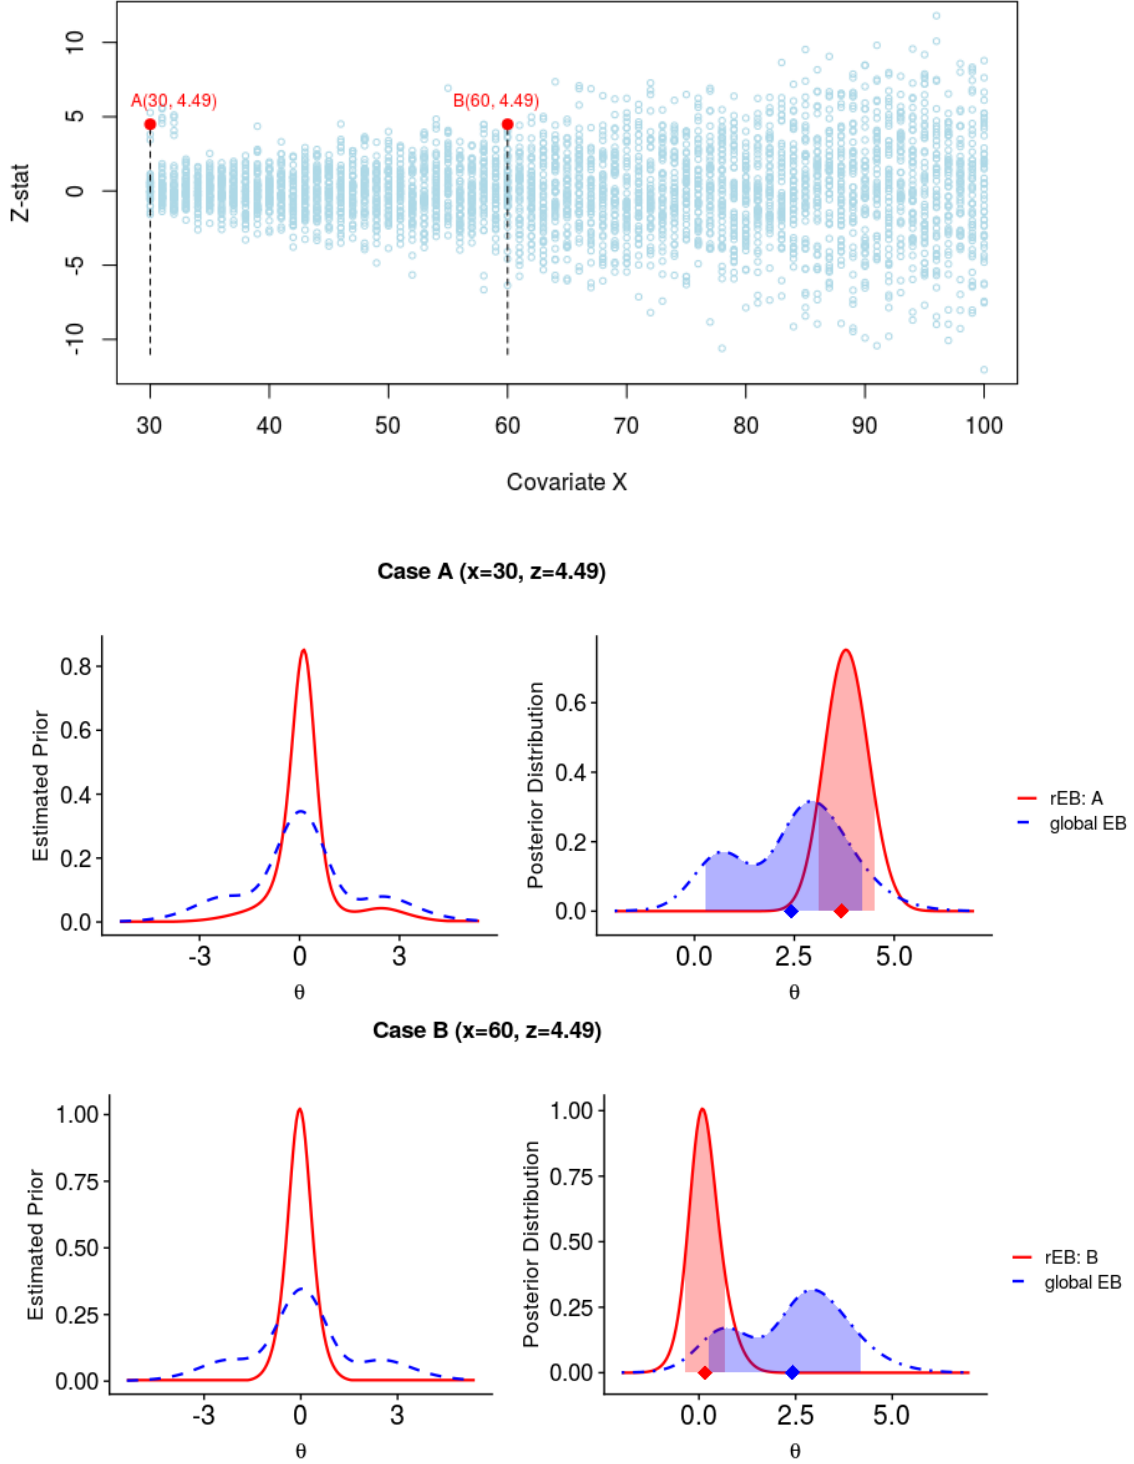 10
5
0
-5
-10
Z-stat
A(30, 4.49)
B(60, 4.49)
30 40 50 60 70 80 90 100
Covariate X
Case A (x=30, z=4.49)
Estimated Prior
0.8
0.6
0.4
0.2
0.0
-3 0 3
θ
Posterior Distribution
0.6
0.4
0.2
0.0
0.0 2.5 5.0
θ
rEB: A
global EB
Case B (x=60, z=4.49)
Estimated Prior
1.00
0.75
0.50
0.25
0.00
-3 0 3
θ
Posterior Distribution
1.00
0.75
0.50
0.25
0.00
0.0 2.5 5.0
θ
rEB: B
global EB